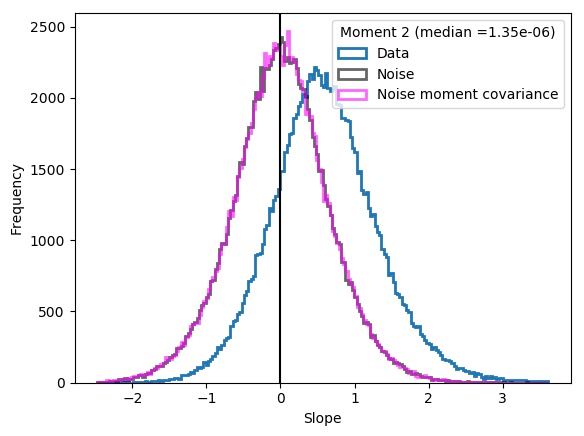 Moment 2 (median =1.35e-06)
Data
Noise
Noise moment covariance
2500
2000
1500
1000
500
0
Frequency
−2
−1
0
1
2
3
Slope